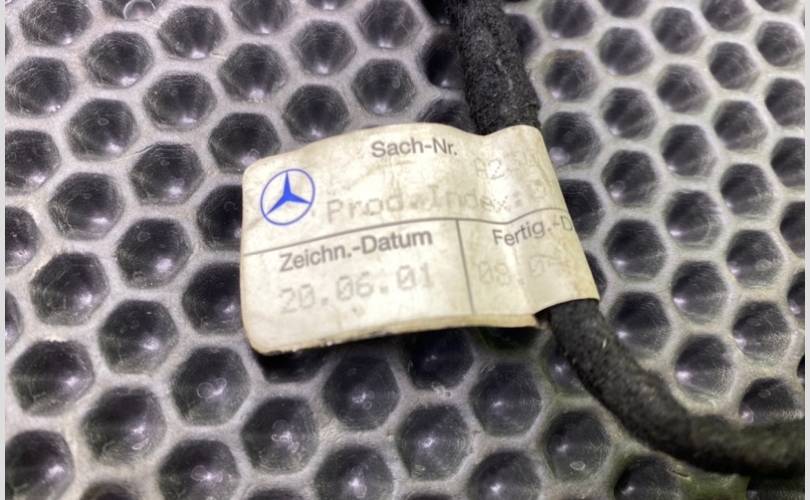 Sach-Nr.
Prod.Index:
Zeichn.-Datum
Fertig.-D
20.06.01